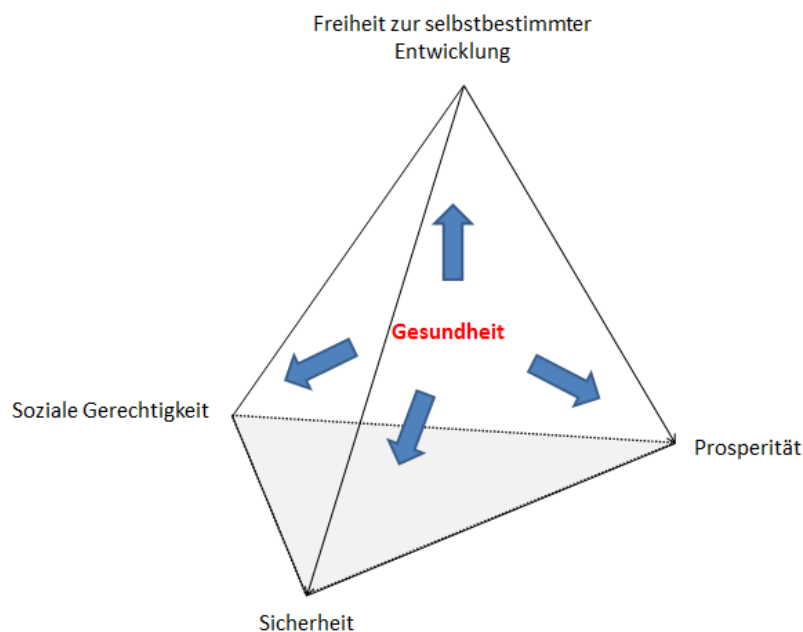 Freiheit zur selbstbestimmter
Entwicklung
Gesundheit
Soziale Gerechtigkeit
Prosperität
Sicherheit